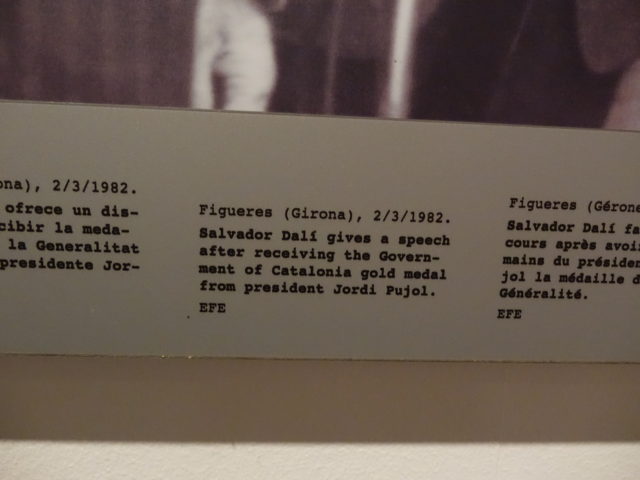 ona), 2/3/1982.
ofrece un dis-
cibir la meda-
la Generalitat
presidente Jor-
Figueres (Girona), 2/3/1982.
Salvador Dalí gives a speech
after receiving the Govern-
ment of Catalonia gold medal
from president Jordi Pujol.
EFE
Figueres (Gérone
Salvador Dalí fa
cours après avoi
mains du présiden
jol la médaille d
Généralité.
EFE